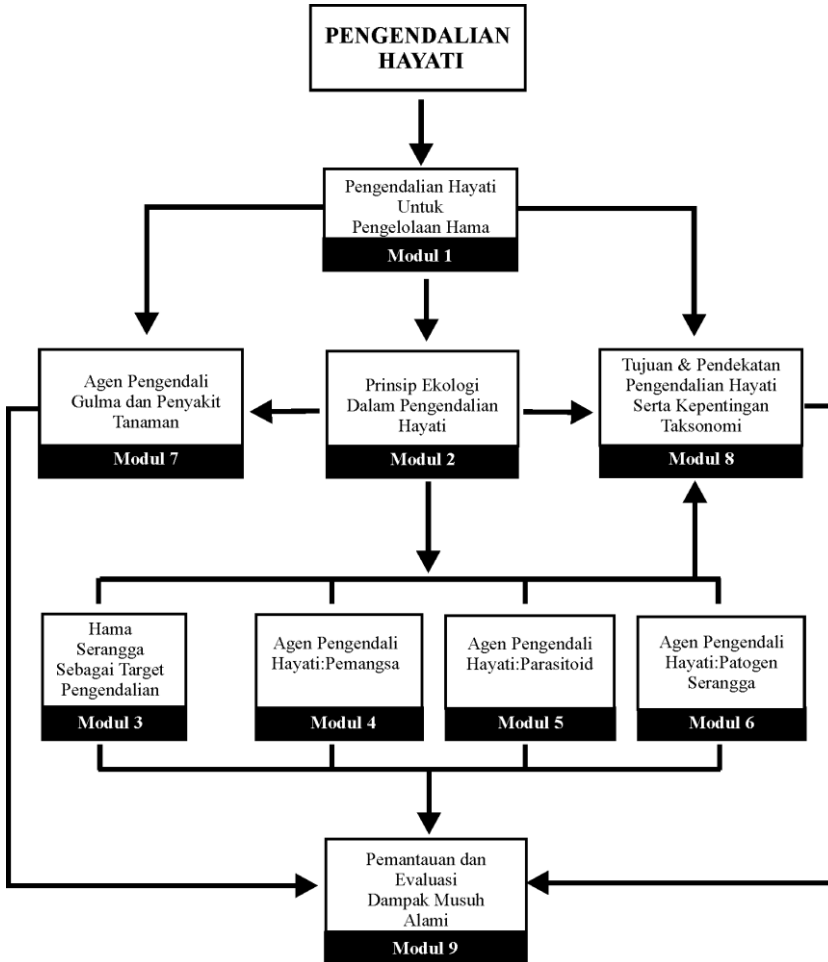 PENGENDALIAN
HAYATI
Pengendalian Hayati
Untuk
Pengelolaan Hama
Modul 1
Agen Pengendali
Gulma dan Penyakit
Tanaman
Modul 7
Prinsip Ekologi
Dalam Pengendalian
Hayati
Modul 2
Tujuan & Pendekatan
Pengendalian Hayati
Serta Kepentingan
Taksonomi
Modul 8
Hama
Serangga
Sebagai Target
Pengendalian
Modul 3
Agen Pengendali
Hayati:Pemangsa
Modul 4
Agen Pengendali
Hayati:Parasitoid
Modul 5
Agen Pengendali
Hayati:Patogen
Serangga
Modul 6
Pemantauan dan
Evaluasi
Dampak Musuh
Alami
Modul 9